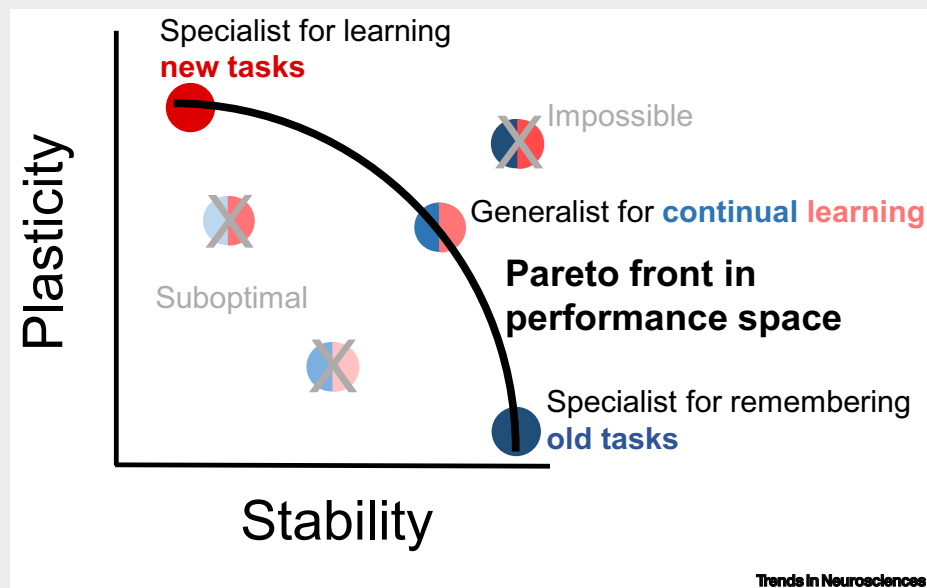 Specialist for learning
new tasks
Impossible
Generalist for continual learning
Pareto front in
performance space
Suboptimal
Specialist for remembering
old tasks
Plasticity
Stability
Trends in Neurosciences